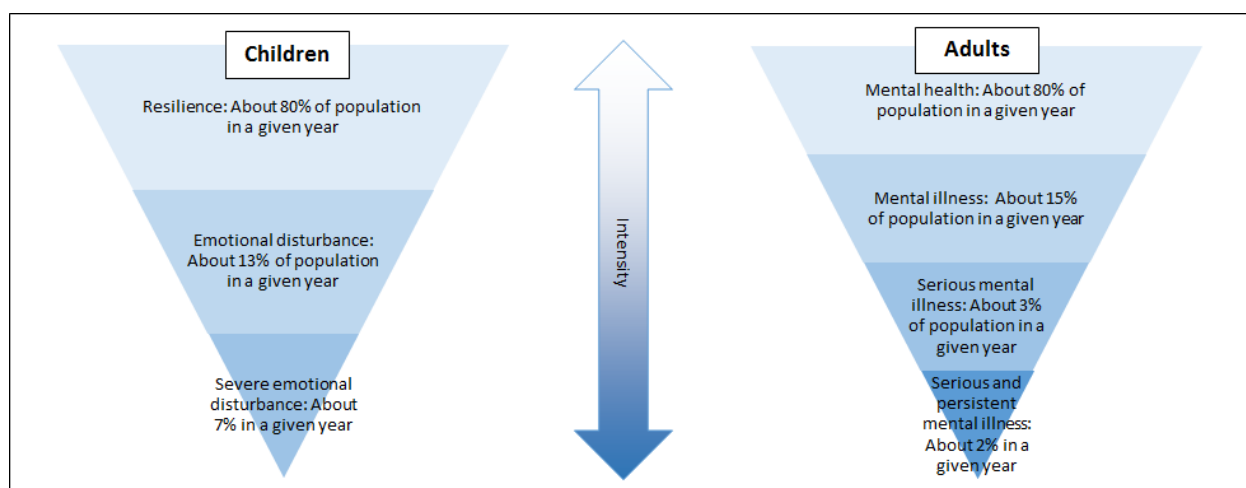 Children
Resilience: About 80% of population
in a given year
Emotional disturbance:
About 13% of population
in a given year
Severe emotional
disturbance: About
7% in a given year
Intensity
Adults
Mental health: About 80% of
population in a given year
Mental illness:  About 15%
of population in a given year
Serious mental
illness: About 3%
of population in a
given year
Serious and
persistent
mental illness:
About 2% in a
given year